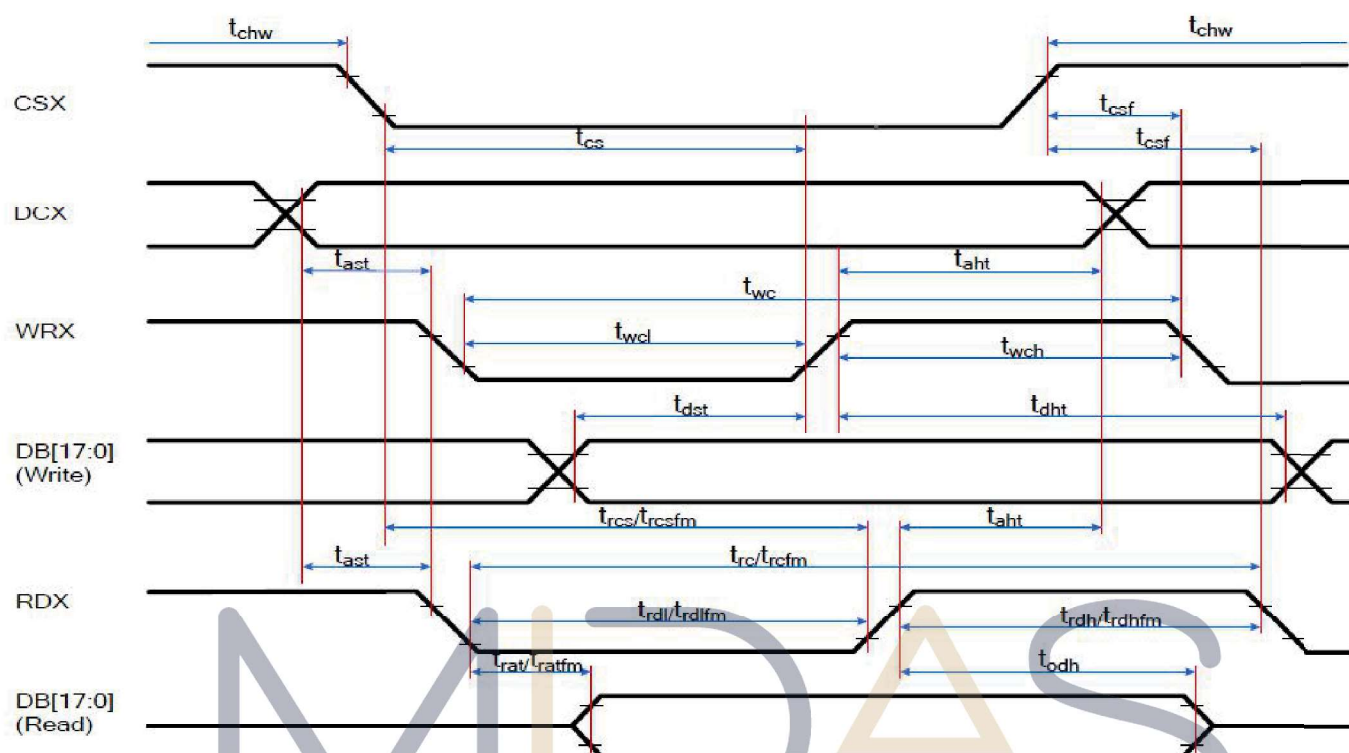 tchw
tchw
CSX
tcsf
tcs
tcsf
DCX
tast
taht
twc
WRX
twcl
twch
tdst
tdht
DB[17:0]
(Write)
trcs/trcsfm
taht
tast
trc/trcfm
RDX
trdl/trdlfm
trdh/trdhfm
trat/tratfm
todh
DB[17:0]
(Read)
MIDAS